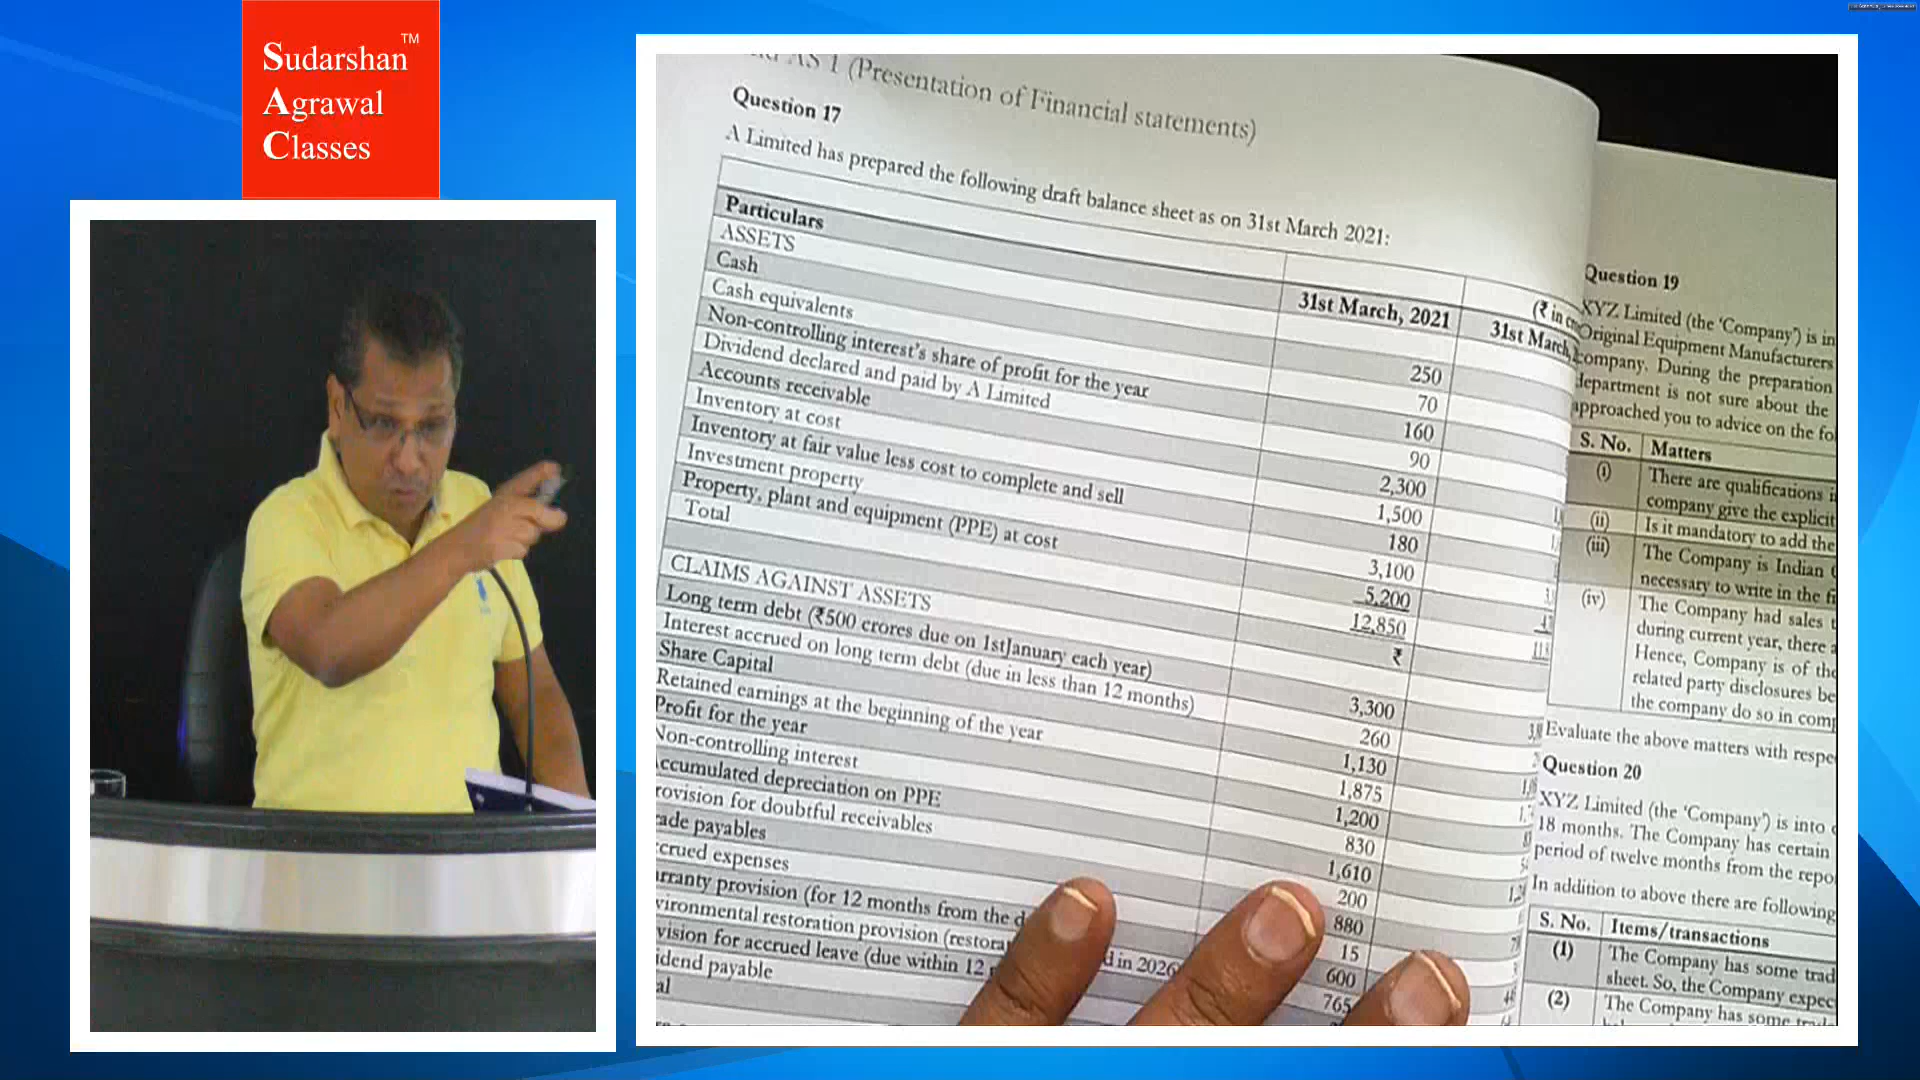 Sudarshan
Agrawal
Classes
TM
AS 1 (Presentation of Financial statements)
Question 17
A Limited has prepared the following draft balance sheet as on 31st March 2021:
(₹ in
Particulars 31st March, 2021 31st March,
ASSETS
Cash 250
Cash equivalents 70
Non-controlling interest's share of profit for the year 160
Dividend declared and paid by A Limited 90
Accounts receivable 2,300
Inventory at cost 1,500
Inventory at fair value less cost to complete and sell 180
Investment property 3,100
Property, plant and equipment (PPE) at cost 5,200
Total 12,850
₹
CLAIMS AGAINST ASSETS
Long term debt (₹500 crores due on 1stJanuary each year) 3,300
Interest accrued on long term debt (due in less than 12 months) 260
Share Capital 1,130
Retained earnings at the beginning of the year 1,875
Profit for the year 1,200
Non-controlling interest 830
Accumulated depreciation on PPE 1,610
rovision for doubtful receivables 200
ade payables 880
crued expenses 15
rranty provision (for 12 months from the d 600
vironmental restoration provision (restora d in 2026 765
vision for accrued leave (due within 12
idend payable
al
Question 19
XYZ Limited (the 'Company') is in
Original Equipment Manufacturers
company. During the preparation
department is not sure about the
approached you to advice on the fo
S. No. Matters
(i) There are qualifications i
company give the explicit
(ii) Is it mandatory to add the
(iii) The Company is Indian
necessary to write in the fi
(iv) The Company had sales t
during current year, there a
Hence, Company is of the
related party disclosures be
the company do so in comp
Evaluate the above matters with respe
Question 20
XYZ Limited (the 'Company') is into
18 months. The Company has certain
period of twelve months from the repo
In addition to above there are following
S. No. Items/transactions
(1) The Company has some trad
sheet. So, the Company expec
(2) The Company has some trade